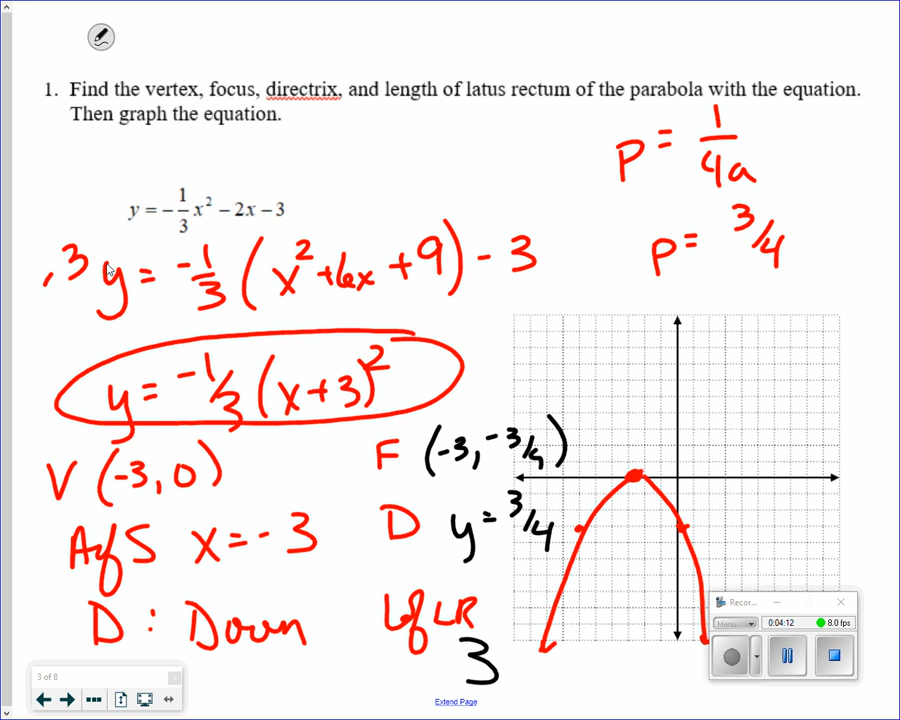 1. Find the vertex, focus, directrix, and length of latus rectum of the parabola with the equation.
Then graph the equation.
P = 1/4a
y = -1/3 x² - 2x - 3
P = 3/4
+3 y = -1/3 (x² + 6x + 9) - 3
y = -1/3 (x + 3)²
V (-3, 0)
F (-3, -3/4)
AofS x = -3
D y = 3/4
D : Down
L of LR
3
Recor...
Menu
0:04:12
8.0 fps
3 of 8
Extend Page